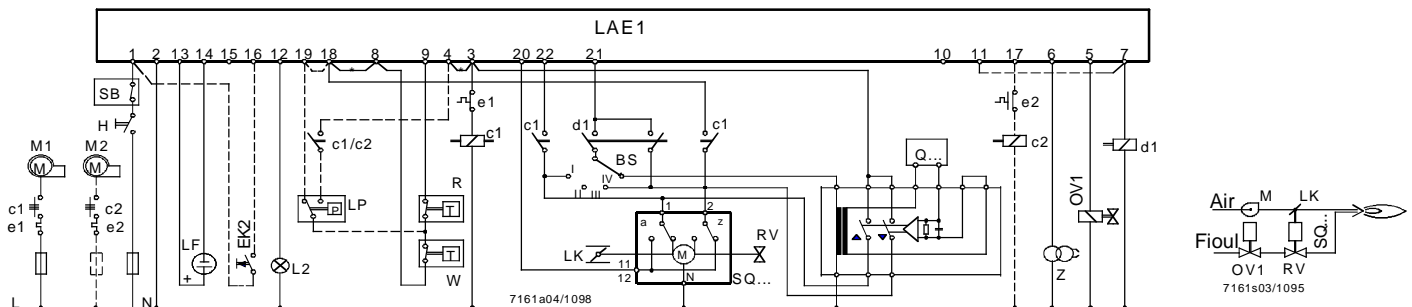 LAE1
1 2 13 14 15 16 12 19 18 8 9 4 3 20 22 21 10 11 17 6 5 7
SB
e1
e2
H
c1
d1
c1
c1
M1
M2
c1/c2
BS
Q...
c2
d1
M
M
I
IV
II
III
OV1
Air
M
LK
R
T
c1
e1
c2
e2
P
LP
1
2
a
z
Fioul
SQ...
EK2
LF
LK
M
RV
T
W
L2
11
12
N
SQ...
Z
OV1
RV
+
L
N
7161a04/1098
7161s03/1095